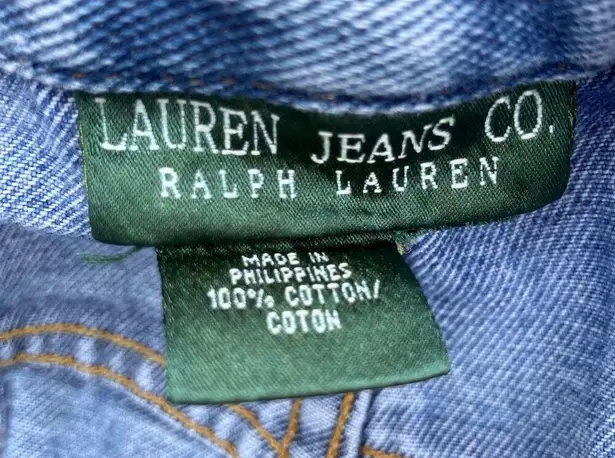 LAUREN JEANS CO.
RALPH LAUREN
MADE IN
PHILIPPINES
100% COTTON/
COTON